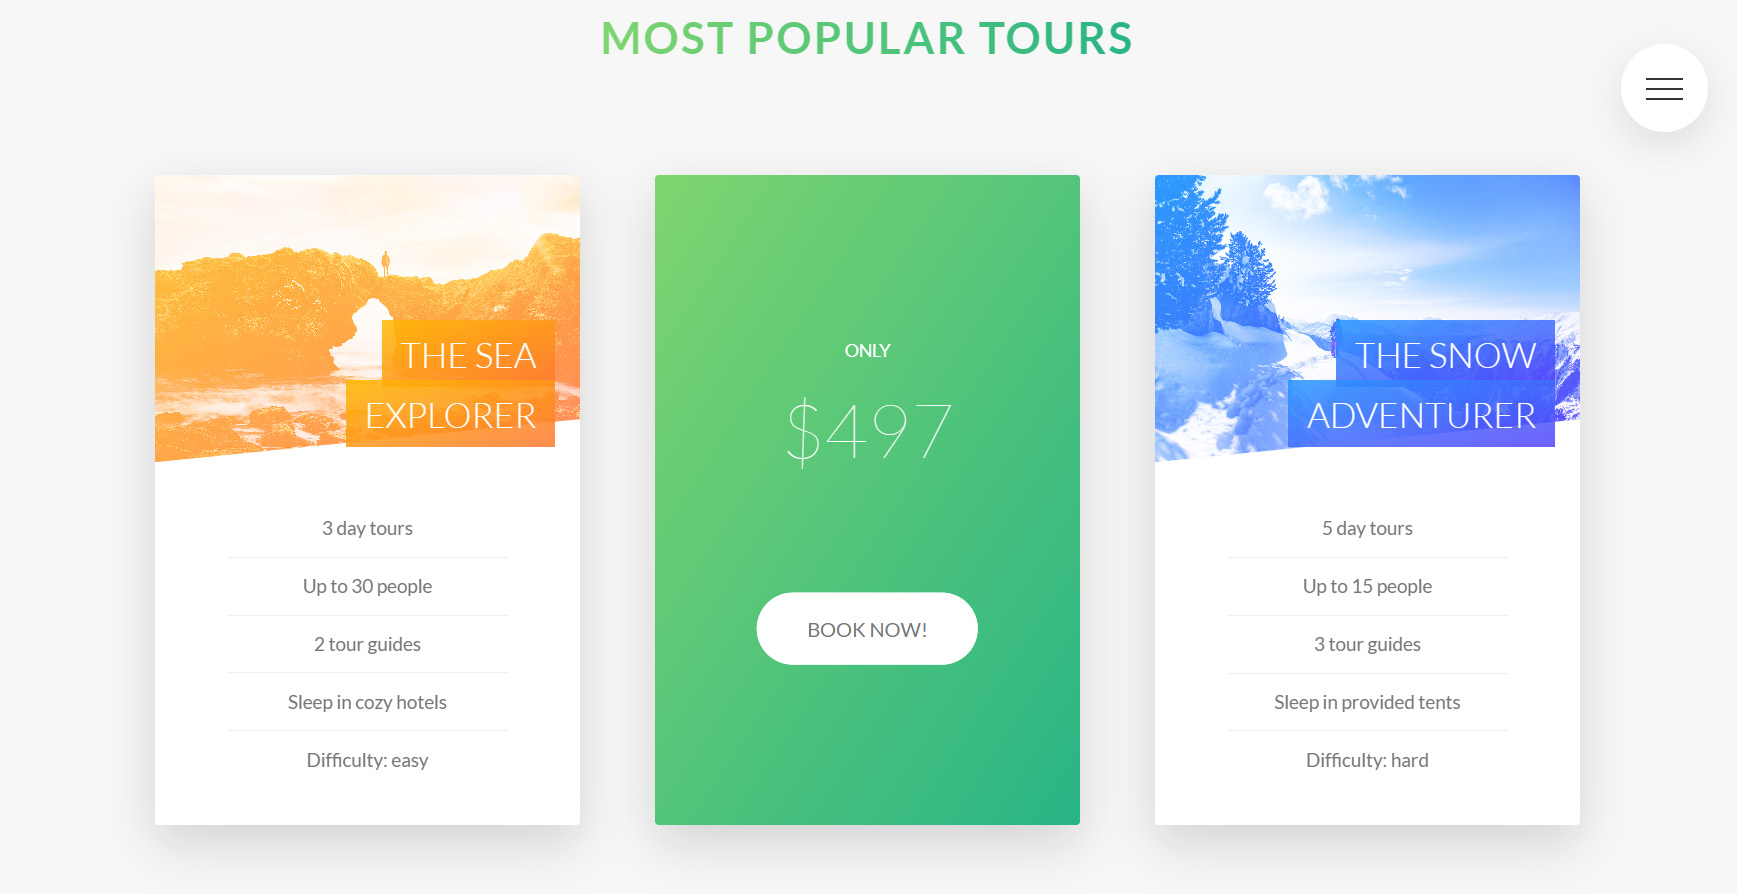 MOST POPULAR TOURS
THE SEA
EXPLORER
3 day tours
Up to 30 people
2 tour guides
Sleep in cozy hotels
Difficulty: easy
ONLY
$497
BOOK NOW!
THE SNOW
ADVENTURER
5 day tours
Up to 15 people
3 tour guides
Sleep in provided tents
Difficulty: hard